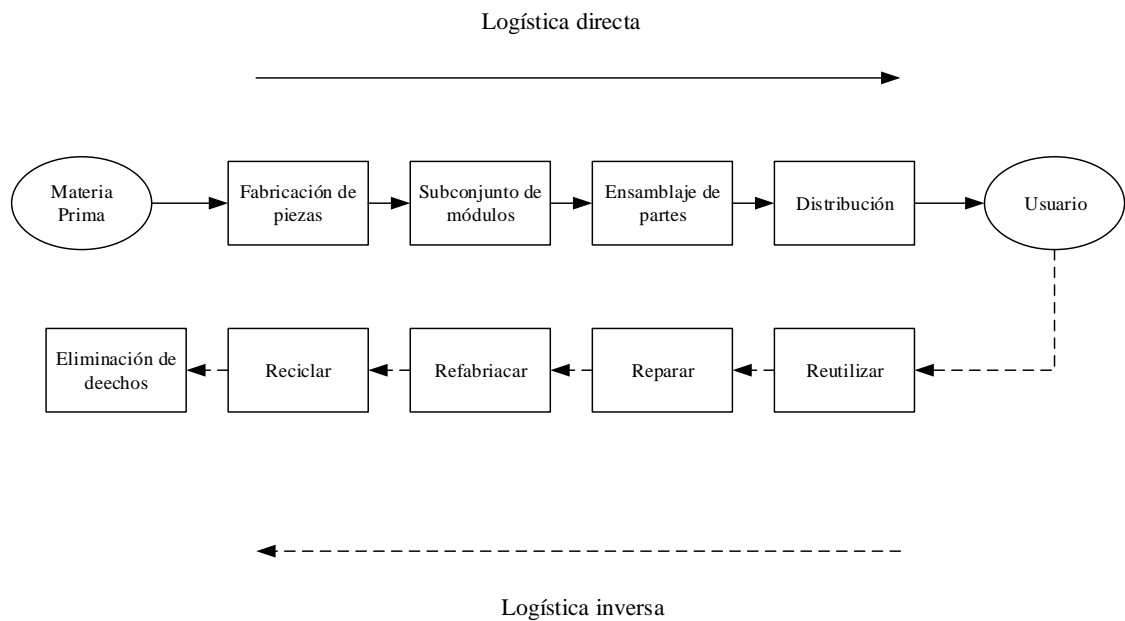 Logística directa
Materia
Prima
Fabricación de
piezas
Subconjunto de
módulos
Ensamblaje de
partes
Distribución
Usuario
Eliminación de
deechos
Reciclar
Refabriacar
Reparar
Reutilizar
Logística inversa